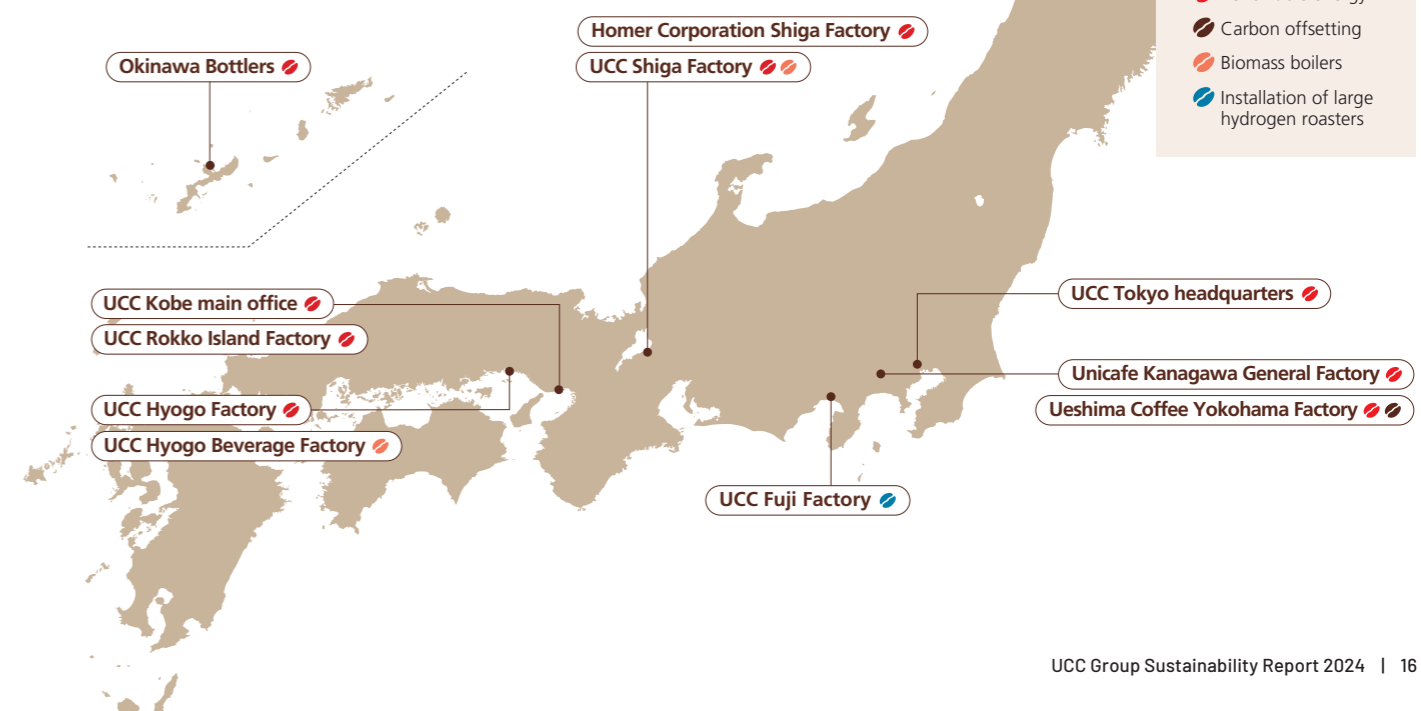 Homer Corporation Shiga Factory
Carbon offsetting
Okinawa Bottlers
UCC Shiga Factory
Biomass boilers
Installation of large
hydrogen roasters
UCC Kobe main office
UCC Tokyo headquarters
UCC Rokko Island Factory
Unicafe Kanagawa General Factory
UCC Hyogo Factory
Ueshima Coffee Yokohama Factory
UCC Hyogo Beverage Factory
UCC Fuji Factory
UCC Group Sustainability Report 2024 | 16